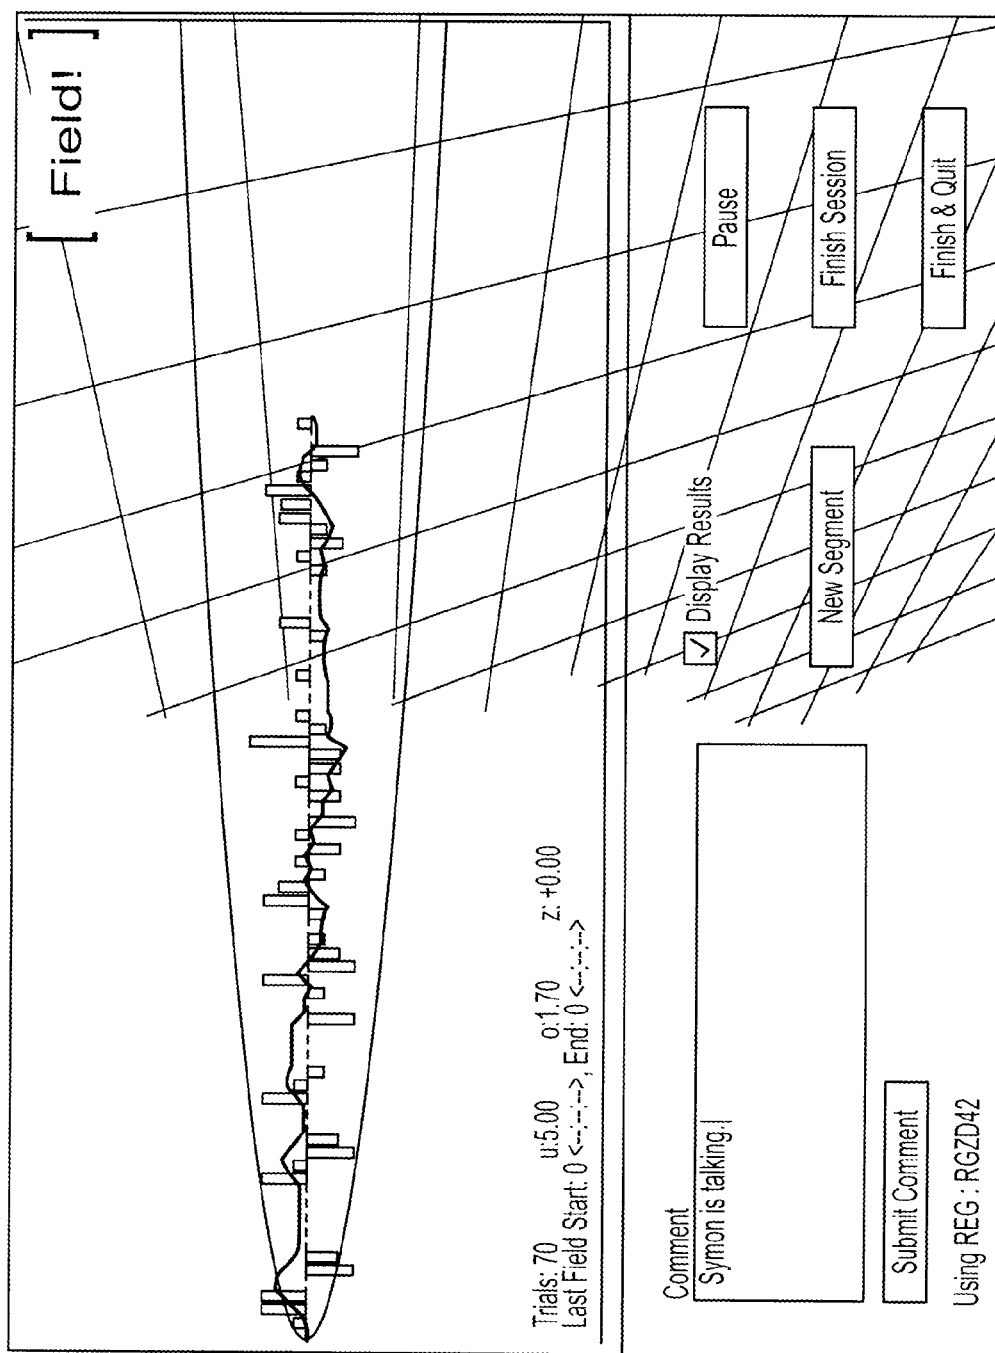 [ Field! ]
Trials: 70 u:5.00 o:1.70 z: +0.00
Last Field Start: 0 <--:--:-->, End: 0 <--:--:-->
Comment
Symon is talking.
Display Results
Pause
New Segment
Finish Session
Submit Comment
Finish & Quit
Using REG : RGZD42